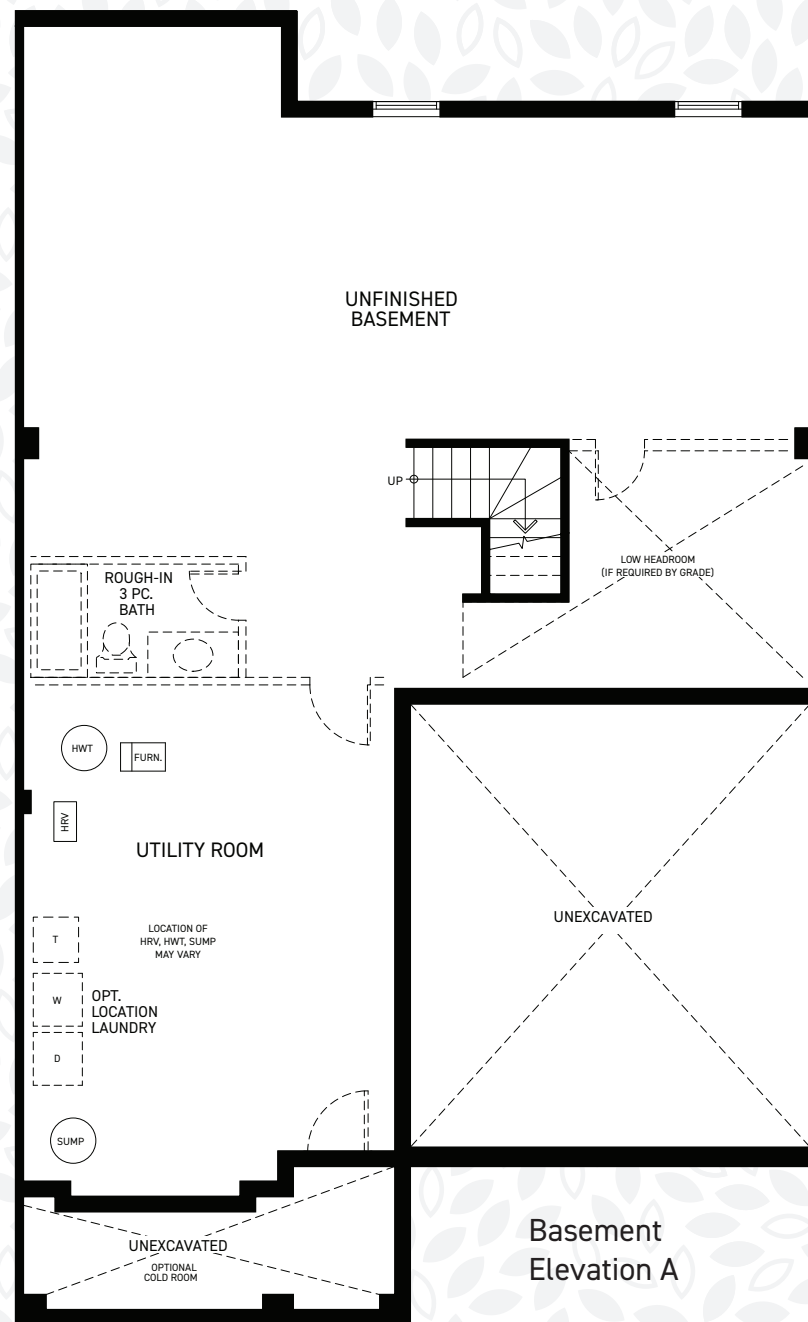 UNFINISHED
BASEMENT
UP
LOW HEADROOM
(IF REQUIRED BY GRADE)
ROUGH-IN
3 PC.
BATH
HWT
FURN.
HRV
UTILITY ROOM
LOCATION OF
HRV, HWT, SUMP
MAY VARY
T
W
D
OPT.
LOCATION
LAUNDRY
SUMP
UNEXCAVATED
UNEXCAVATED
OPTIONAL
COLD ROOM
Basement
Elevation A